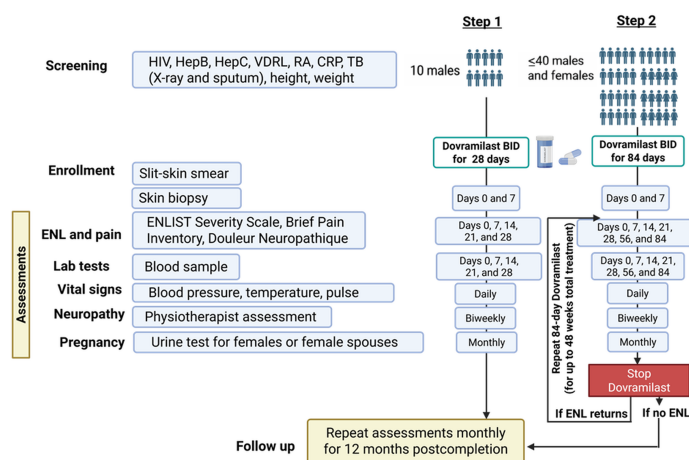 Step 1
Step 2
Screening
HIV, HepB, HepC, VDRL, RA, CRP, TB
(X-ray and sputum), height, weight
10 males
≤40 males
and females
Dovramilast BID
for 28 days
Dovramilast BID
for 84 days
Enrollment
Slit-skin smear
Skin biopsy
Days 0 and 7
Days 0 and 7
Assessments
ENL and pain
ENLIST Severity Scale, Brief Pain
Inventory, Douleur Neuropathique
Days 0, 7, 14,
21, and 28
Days 0, 7, 14, 21,
28, 56, and 84
Lab tests
Blood sample
Days 0, 7, 14,
21, and 28
Days 0, 7, 14, 21,
28, 56, and 84
Vital signs
Blood pressure, temperature, pulse
Daily
Daily
Neuropathy
Physiotherapist assessment
Biweekly
Biweekly
Pregnancy
Urine test for females or female spouses
Monthly
Monthly
Repeat 84-day Dovramilast
(for up to 48 weeks total treatment)
Stop
Dovramilast
If ENL returns
If no ENL
Follow up
Repeat assessments monthly
for 12 months postcompletion